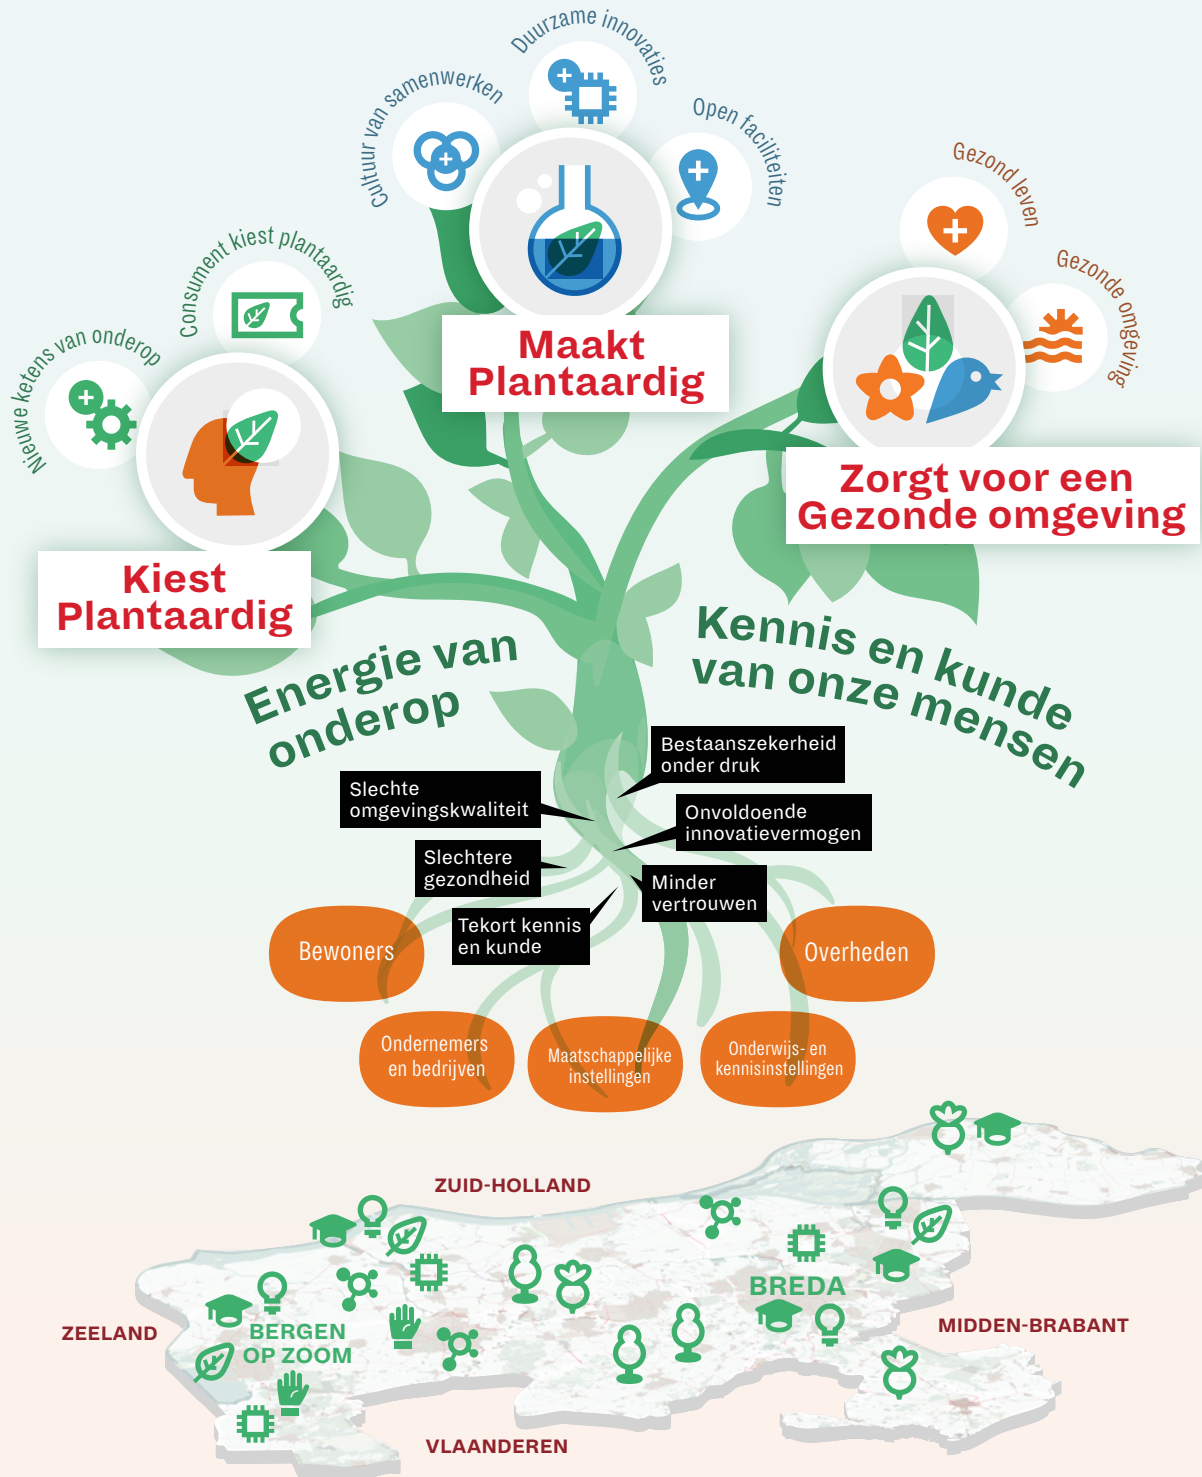 Duurzame innovaties
Cultuur van samenwerken
Open faciliteiten
Gezond leven
Consument kiest plantaardig
Gezonde omgeving
Nieuwe ketens van onderop
Maakt
Plantaardig
Zorgt voor een
Gezonde omgeving
Kiest
Plantaardig
Energie van
onderop
Kennis en kunde
van onze mensen
Bestaanszekerheid
onder druk
Slechte
omgevingskwaliteit
Onvoldoende
innovatievermogen
Slechtere
gezondheid
Minder
vertrouwen
Tekort kennis
en kunde
Bewoners
Overheden
Ondernemers
en bedrijven
Maatschappelijke
instellingen
Onderwijs- en
kennisinstellingen
ZUID-HOLLAND
BREDA
ZEELAND
BERGEN
OP ZOOM
MIDDEN-BRABANT
VLAANDEREN